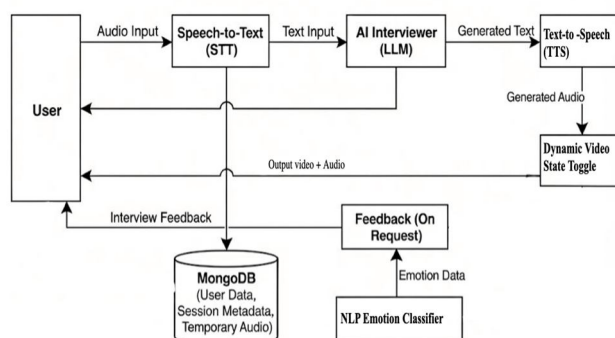 Audio Input
Speech-to-Text
(STT)
Text Input
AI Interviewer
(LLM)
Generated Text
Text-to -Speech
(TTS)
User
Generated Audio
Dynamic Video
State Toggle
Output video + Audio
Interview Feedback
Feedback (On
Request)
MongoDB
(User Data,
Session Metadata,
Temporary Audio)
Emotion Data
NLP Emotion Classifier